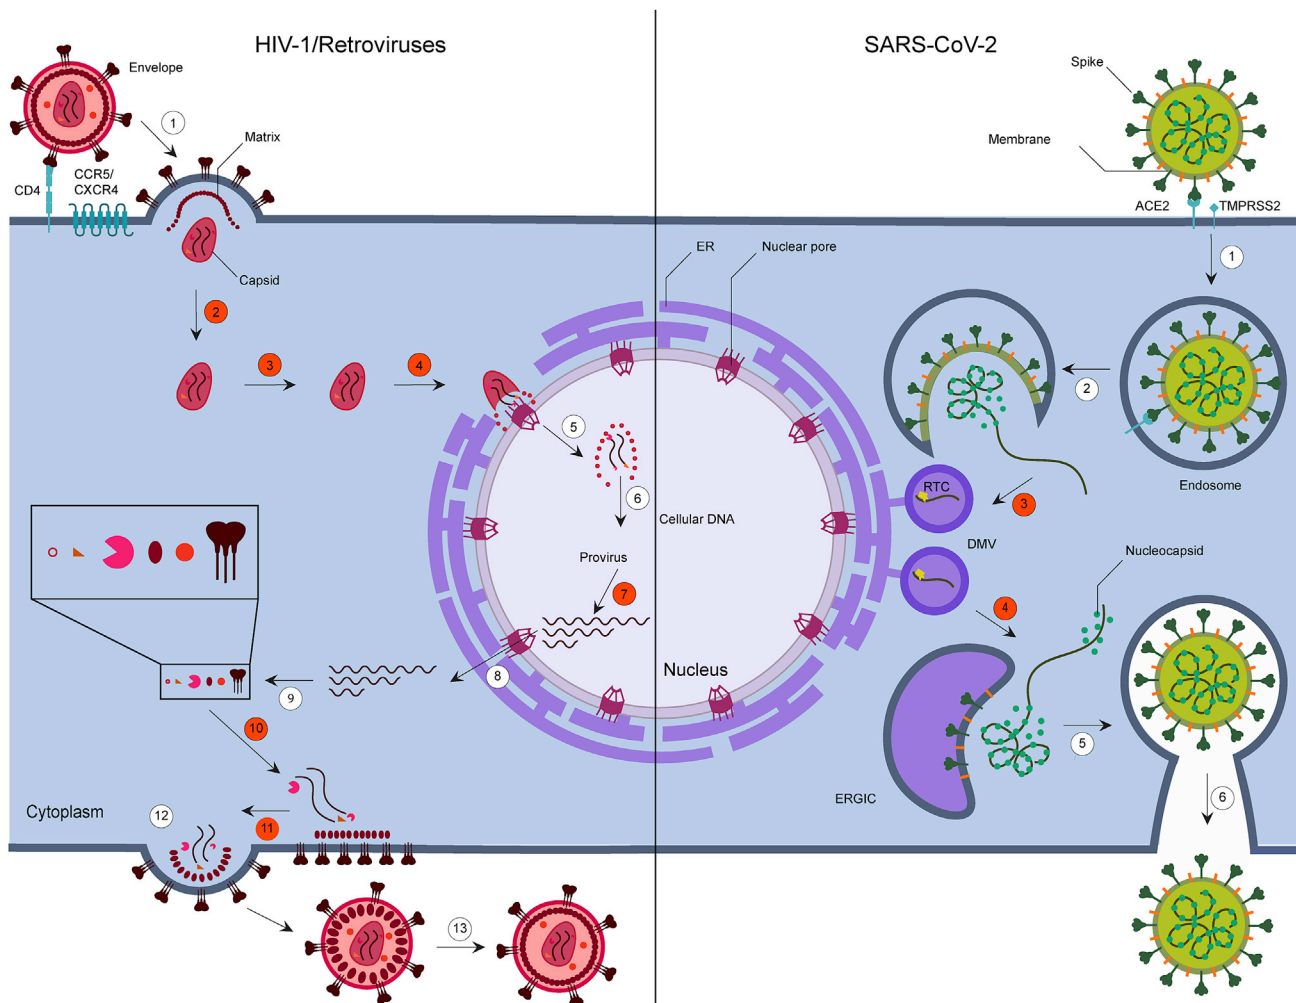 HIV-1/Retroviruses
SARS-CoV-2
Envelope
1
Matrix
CD4
CCR5/
CXCR4
Capsid
2
3
4
5
6
Cellular DNA
Provirus
7
8
9
10
Cytoplasm
12
11
13
ER
Nuclear pore
Nucleus
Spike
Membrane
ACE2
TMPRSS2
1
2
Endosome
RTC
3
DMV
Nucleocapsid
4
ERGIC
5
6